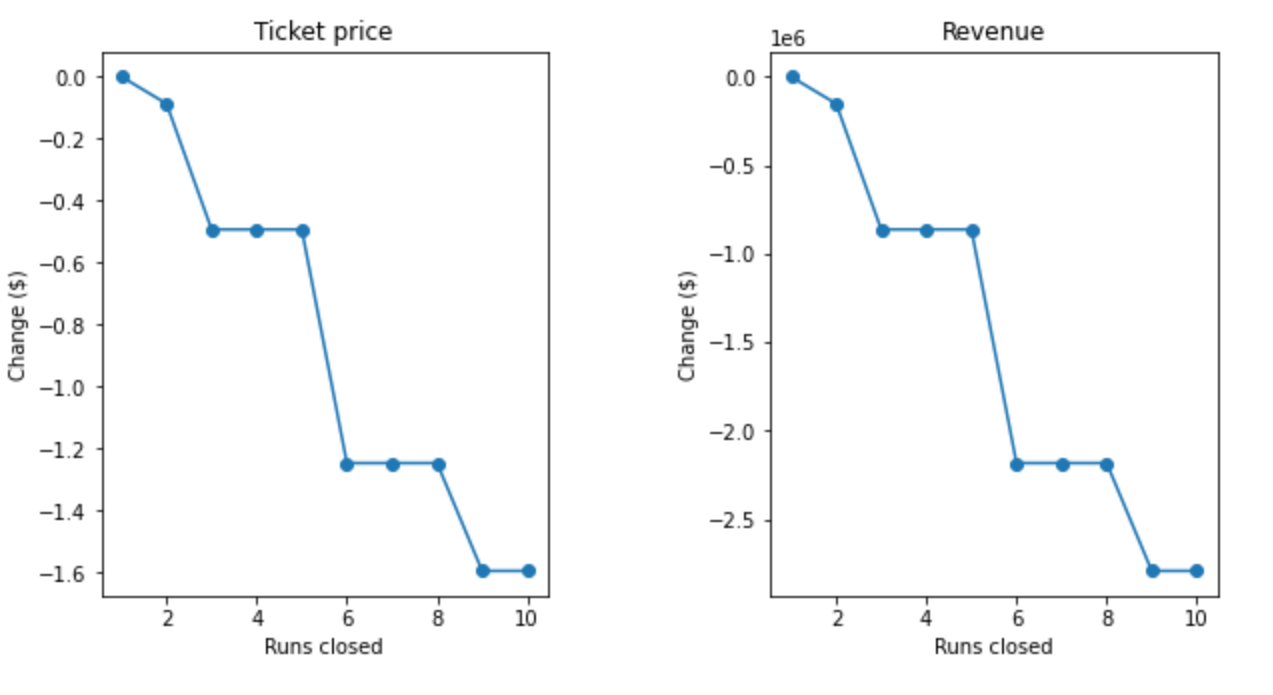 Ticket price
0.0
−0.2
−0.4
−0.6
−0.8
−1.0
−1.2
−1.4
−1.6
Change ($)
2 4 6 8 10
Runs closed
Revenue
1e6
0.0
−0.5
−1.0
−1.5
−2.0
−2.5
Change ($)
2 4 6 8 10
Runs closed